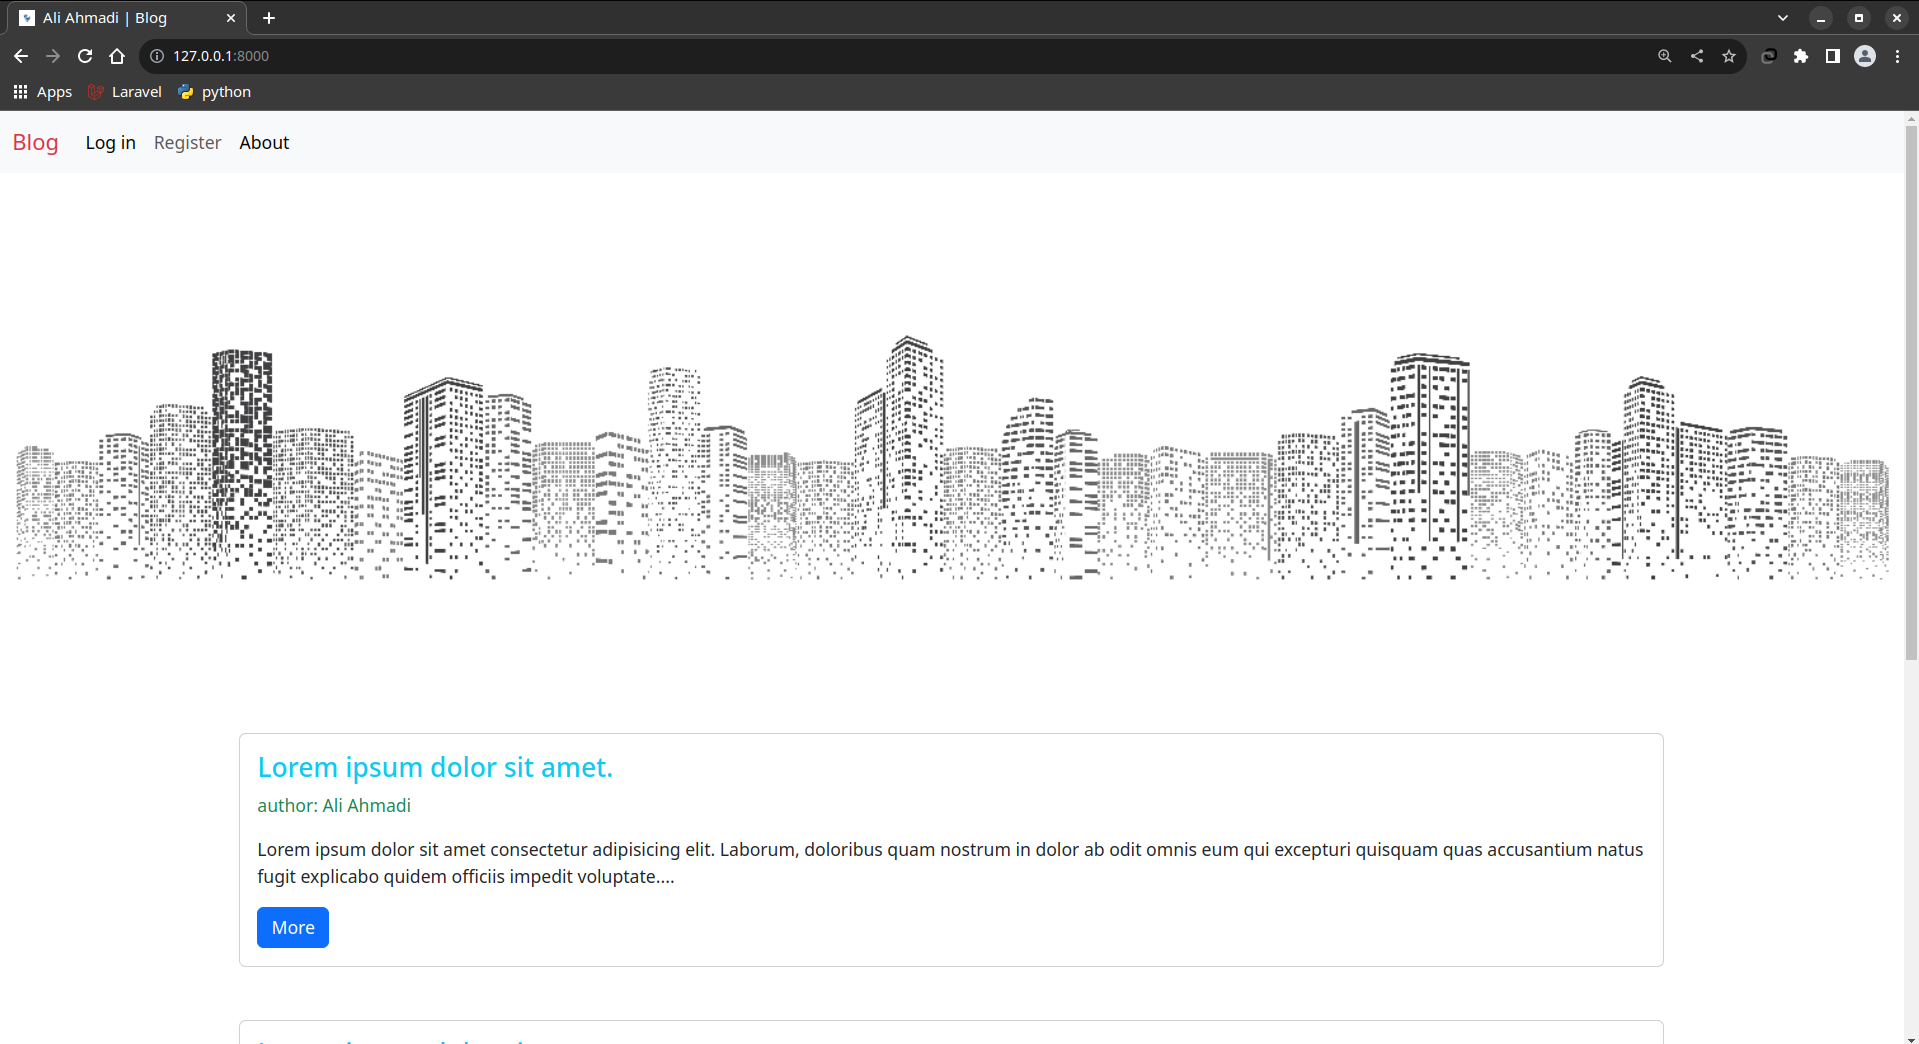 Ali Ahmadi | Blog
127.0.0.1:8000
Apps Laravel python
Blog Log in Register About
Lorem ipsum dolor sit amet.
author: Ali Ahmadi
Lorem ipsum dolor sit amet consectetur adipisicing elit. Laborum, doloribus quam nostrum in dolor ab odit omnis eum qui excepturi quisquam quas accusantium natus
fugit explicabo quidem officiis impedit voluptate....
More